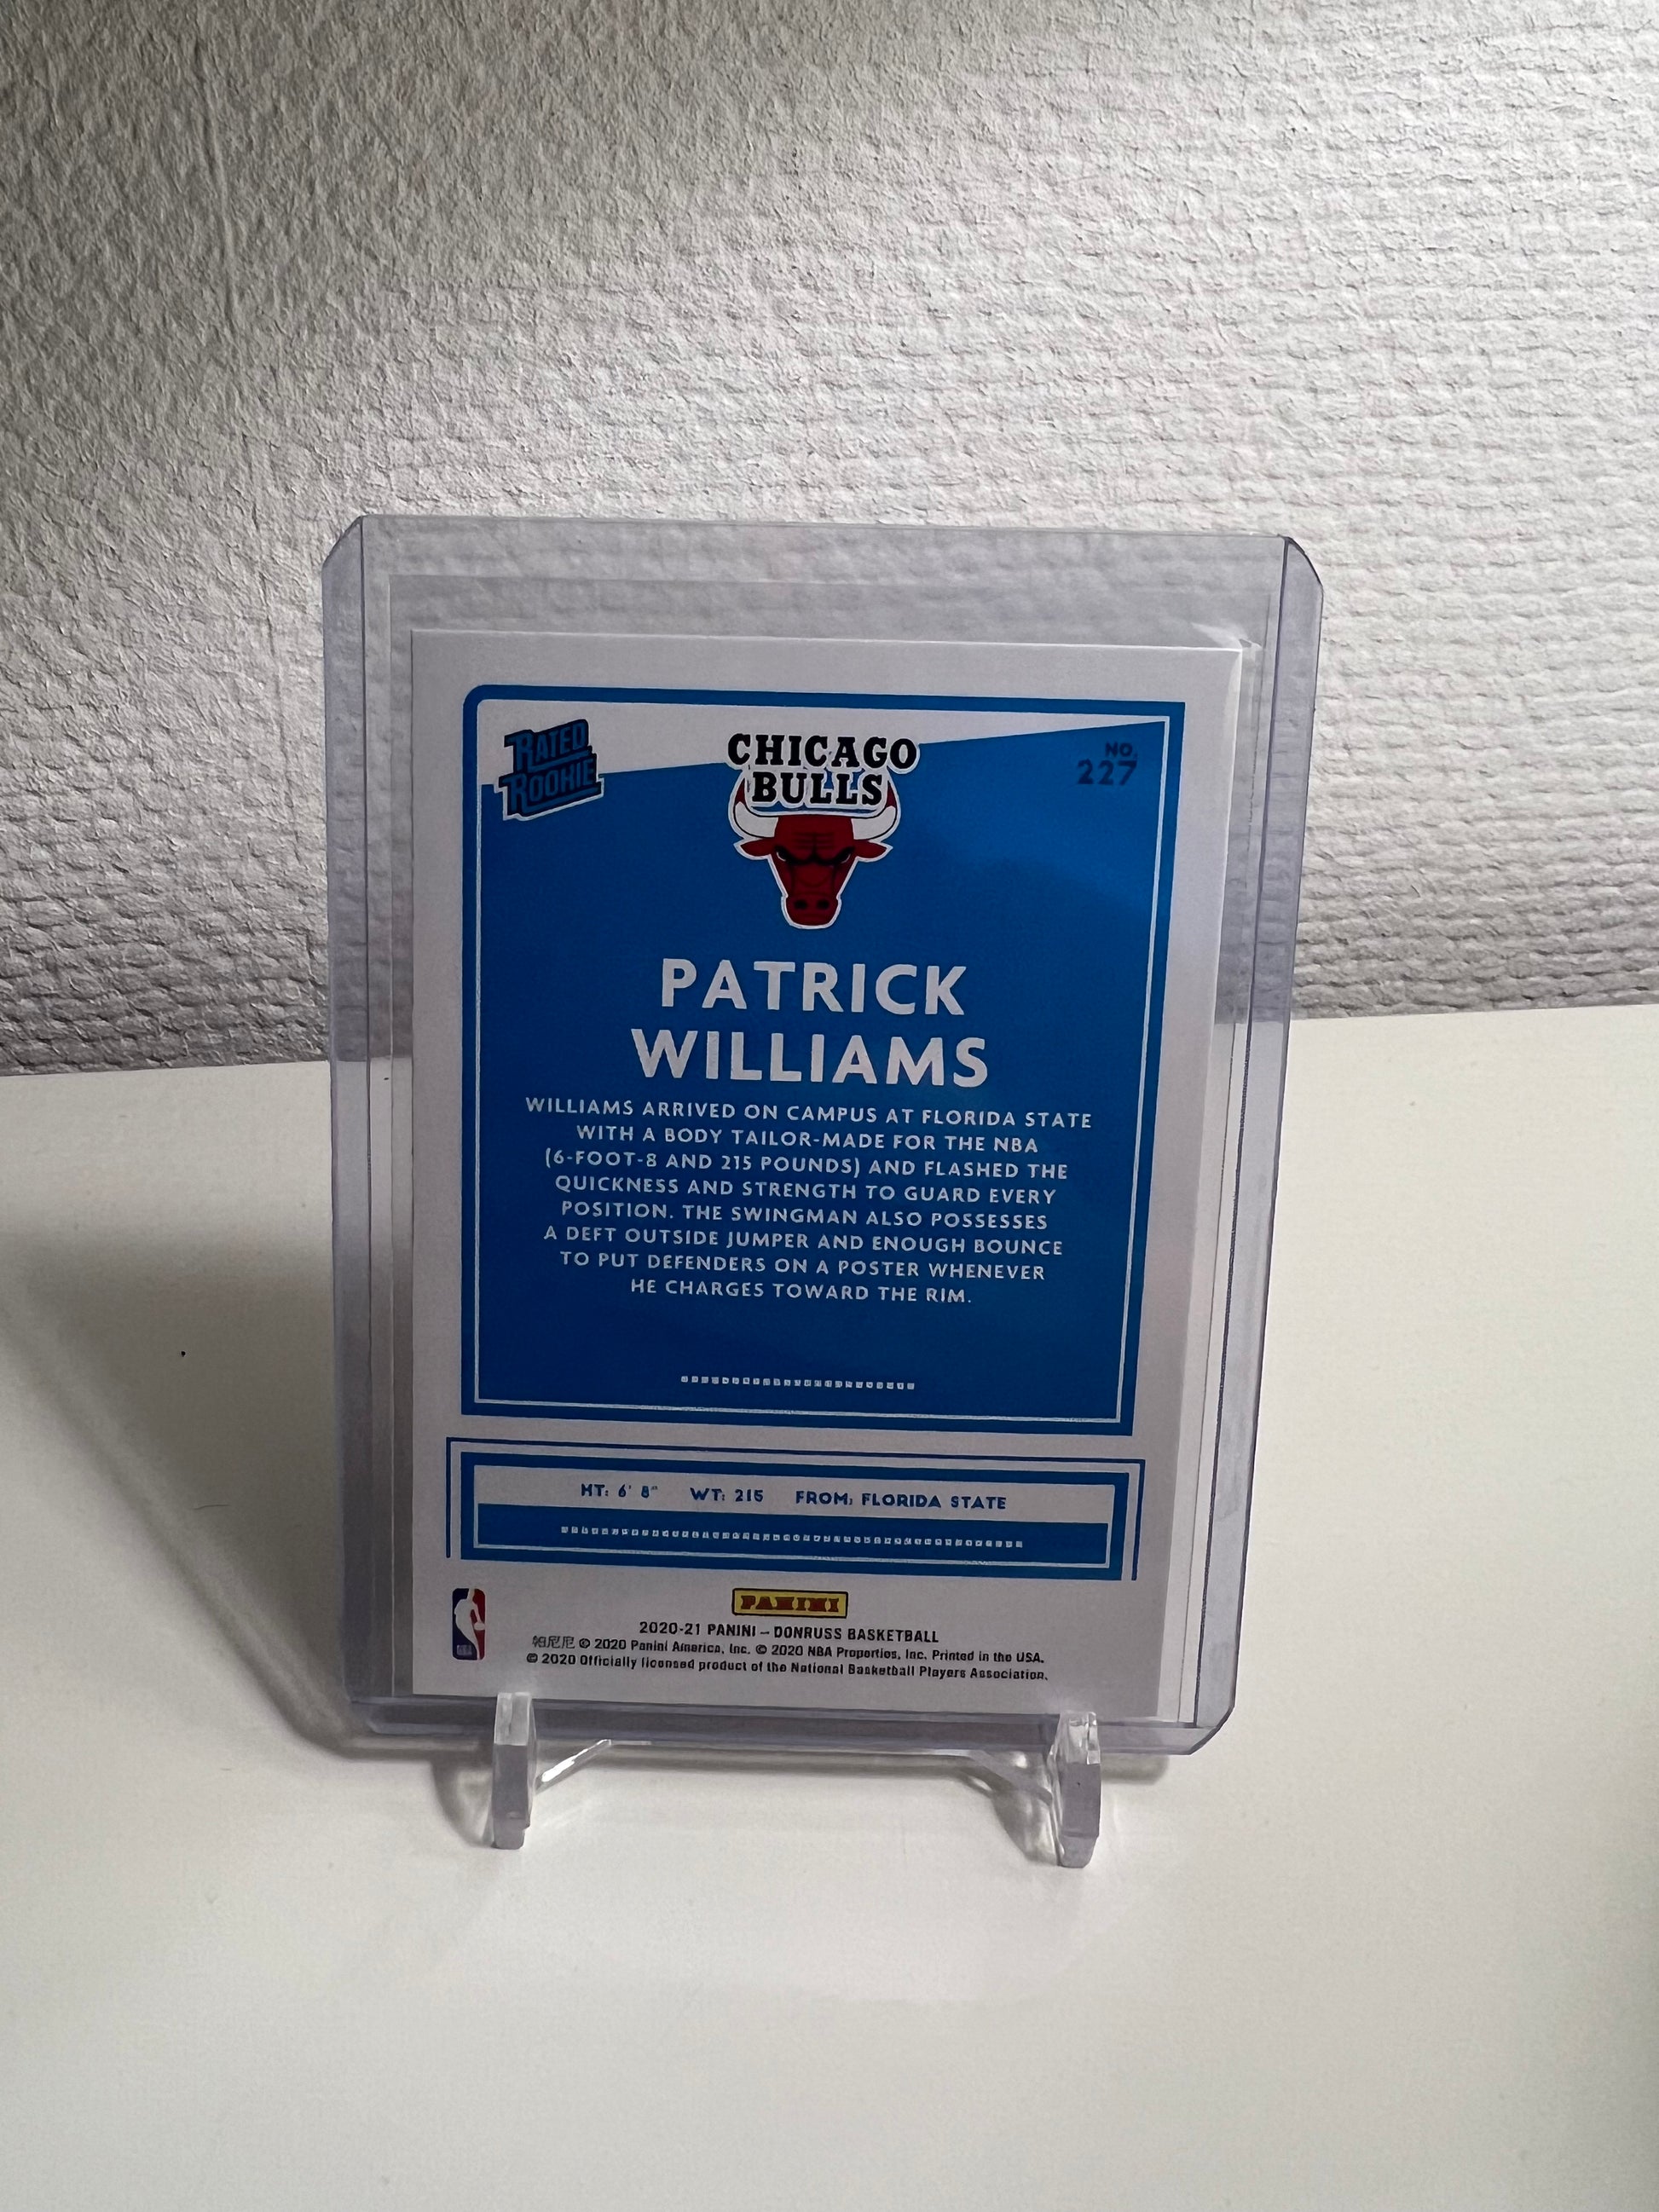 RATED
ROOKIE
CHICAGO
BULLS
NO.
227
PATRICK
WILLIAMS
WILLIAMS ARRIVED ON CAMPUS AT FLORIDA STATE
WITH A BODY TAILOR-MADE FOR THE NBA
(6-FOOT-8 AND 215 POUNDS) AND FLASHED THE
QUICKNESS AND STRENGTH TO GUARD EVERY
POSITION. THE SWINGMAN ALSO POSSESSES
A DEFT OUTSIDE JUMPER AND ENOUGH BOUNCE
TO PUT DEFENDERS ON A POSTER WHENEVER
HE CHARGES TOWARD THE RIM.
HT: 6' 8" WT: 215 FROM: FLORIDA STATE
PANINI
2020-21 PANINI – DONRUSS BASKETBALL
帕尼尼 © 2020 Panini America, Inc. © 2020 NBA Properties, Inc. Printed in the USA.
© 2020 Officially licensed product of the National Basketball Players Association.